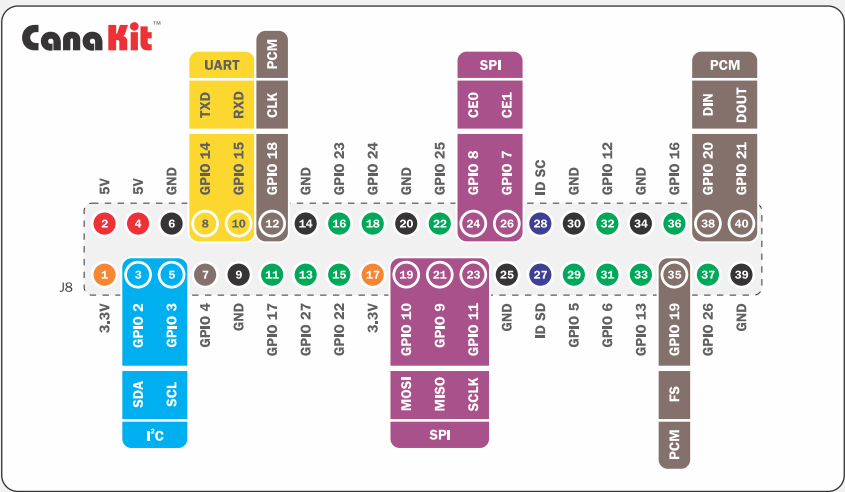 CanaKit™
UART
PCM
SPI
PCM
TXD
RXD
CLK
CE0
CE1
DIN
DOUT
5V
5V
GND
GPIO 14
GPIO 15
GPIO 18
GND
GPIO 23
GPIO 24
GND
GPIO 25
GPIO 8
GPIO 7
ID SC
GND
GPIO 12
GND
GPIO 16
GPIO 20
GPIO 21
2 4 6 8 10 12 14 16 18 20 22 24 26 28 30 32 34 36 38 40
J8
1 3 5 7 9 11 13 15 17 19 21 23 25 27 29 31 33 35 37 39
3.3V
GPIO 2
GPIO 3
GPIO 4
GND
GPIO 17
GPIO 27
GPIO 22
3.3V
GPIO 10
GPIO 9
GPIO 11
GND
ID SD
GPIO 5
GPIO 6
GPIO 13
GPIO 19
GPIO 26
GND
SDA
SCL
MOSI
MISO
SCLK
FS
I²C
SPI
PCM